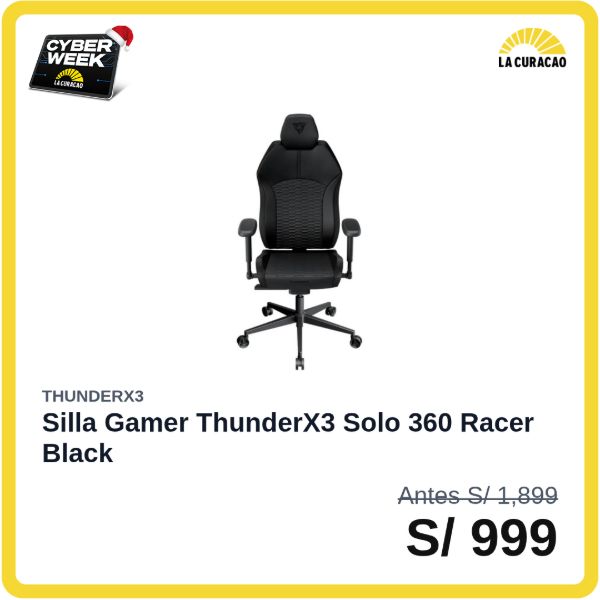 CYBER
WEEK
LA CURACAO
LA CURACAO
THUNDERX3
Silla Gamer ThunderX3 Solo 360 Racer
Black
Antes S/ 1,899
S/ 999